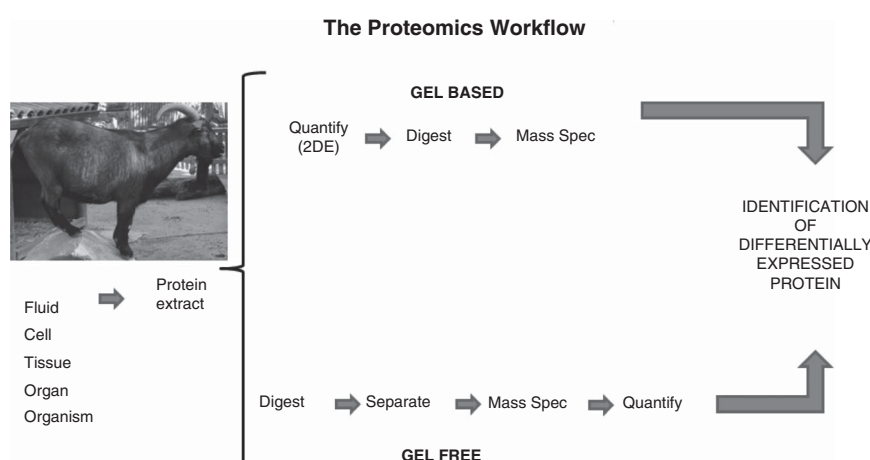 The Proteomics Workflow
GEL BASED
Quantify
(2DE)
Digest
Mass Spec
IDENTIFICATION
OF
DIFFERENTIALLY
EXPRESSED
PROTEIN
Protein
extract
Fluid
Cell
Tissue
Organ
Organism
Digest
Separate
Mass Spec
Quantify
GEL FREE